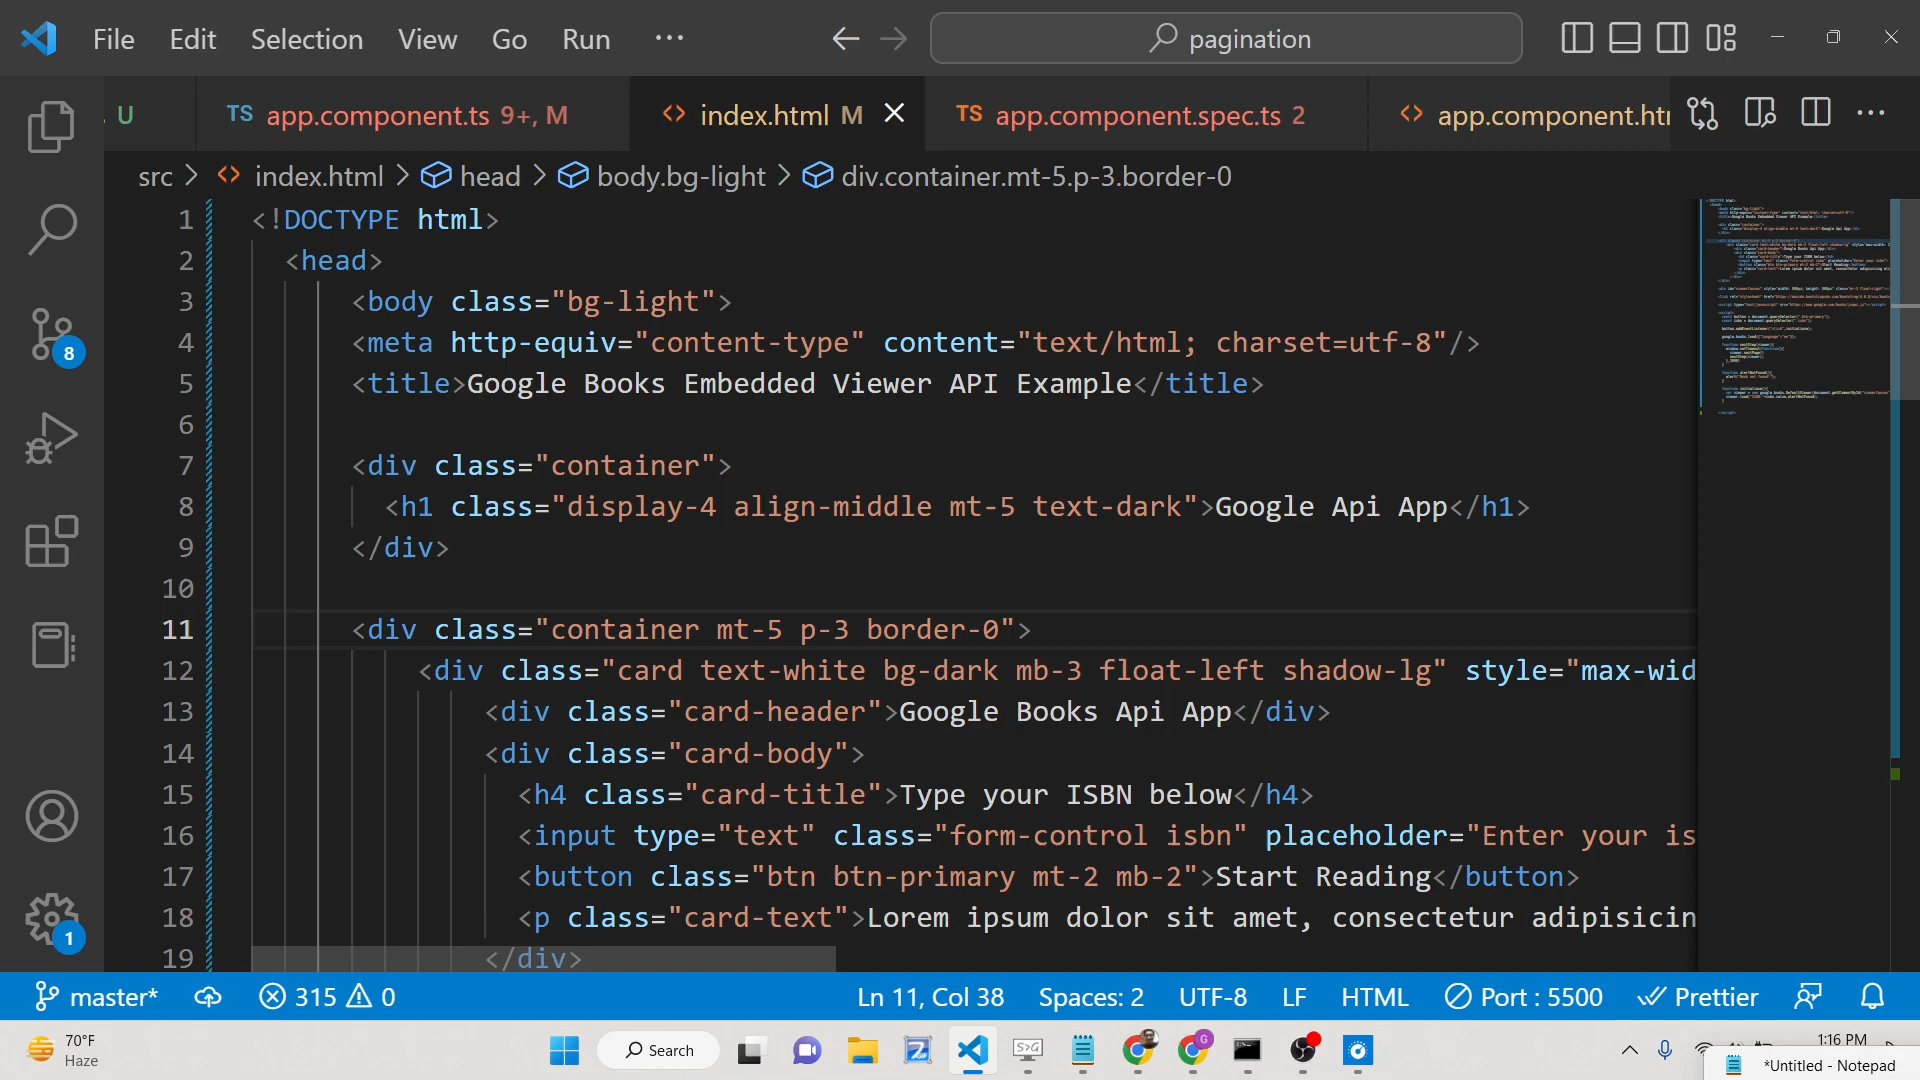 File Edit Selection View Go Run ··· pagination
U TS app.component.ts 9+, M <> index.html M TS app.component.spec.ts 2 <> app.component.htr
src > <> index.html > head > body.bg-light > div.container.mt-5.p-3.border-0
1 <!DOCTYPE html>
2 <head>
3 <body class="bg-light">
4 <meta http-equiv="content-type" content="text/html; charset=utf-8"/>
5 <title>Google Books Embedded Viewer API Example</title>
6
7 <div class="container">
8 <h1 class="display-4 align-middle mt-5 text-dark">Google Api App</h1>
9 </div>
10
11 <div class="container mt-5 p-3 border-0">
12 <div class="card text-white bg-dark mb-3 float-left shadow-lg" style="max-wid
13 <div class="card-header">Google Books Api App</div>
14 <div class="card-body">
15 <h4 class="card-title">Type your ISBN below</h4>
16 <input type="text" class="form-control isbn" placeholder="Enter your is
17 <button class="btn btn-primary mt-2 mb-2">Start Reading</button>
18 <p class="card-text">Lorem ipsum dolor sit amet, consectetur adipisicin
19 </div>
8
1
master* 315 0 Ln 11, Col 38 Spaces: 2 UTF-8 LF HTML Port : 5500 Prettier
70°F
Haze
Search
1:16 PM
*Untitled - Notepad